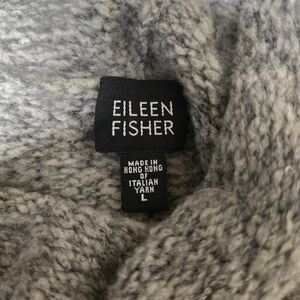 EILEEN
FISHER
MADE IN
HONG KONG
OF
ITALIAN
YARN
L